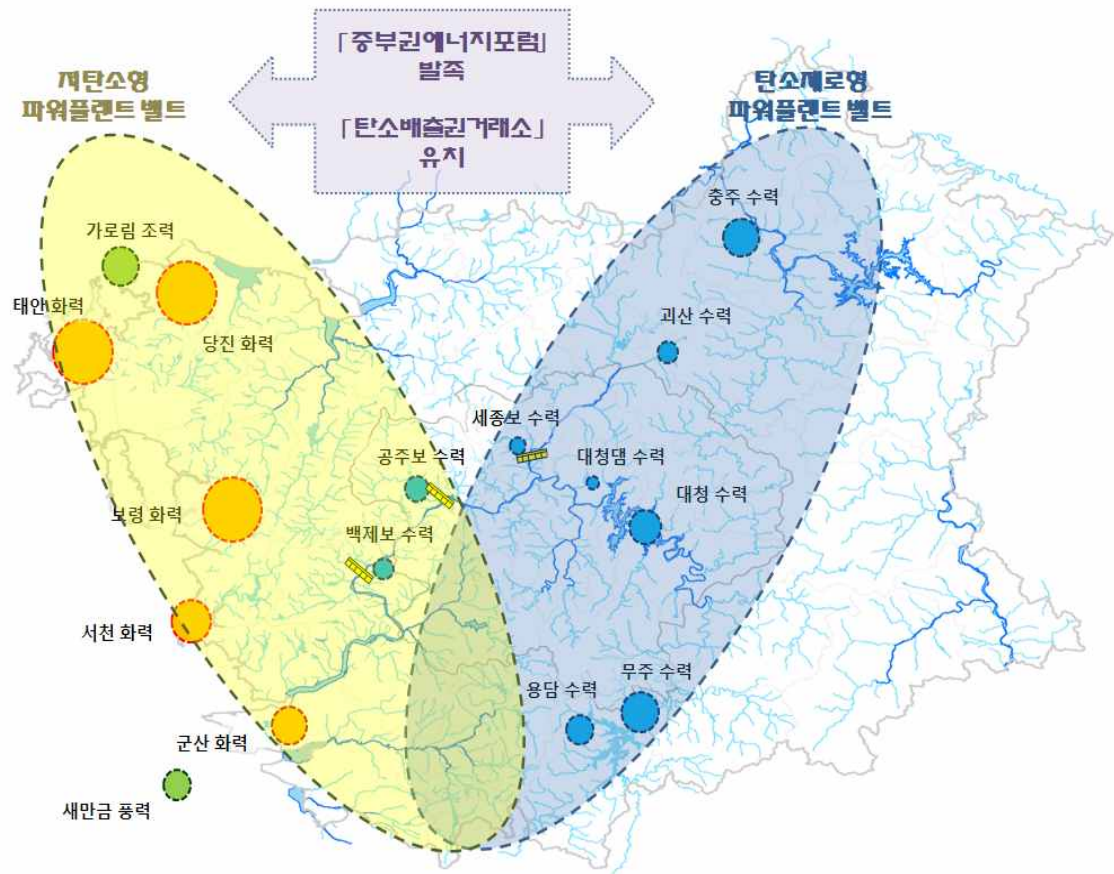 「중부권에너지포럼」
발족
「탄소배출권거래소」
유치
저탄소형
파워플랜트 벨트
탄소제로형
파워플랜트 벨트
충주 수력
가로림 조력
태안 화력
당진 화력
괴산 수력
세종보 수력
공주보 수력
대청댐 수력
대청 수력
보령 화력
백제보 수력
서천 화력
무주 수력
용담 수력
군산 화력
새만금 풍력